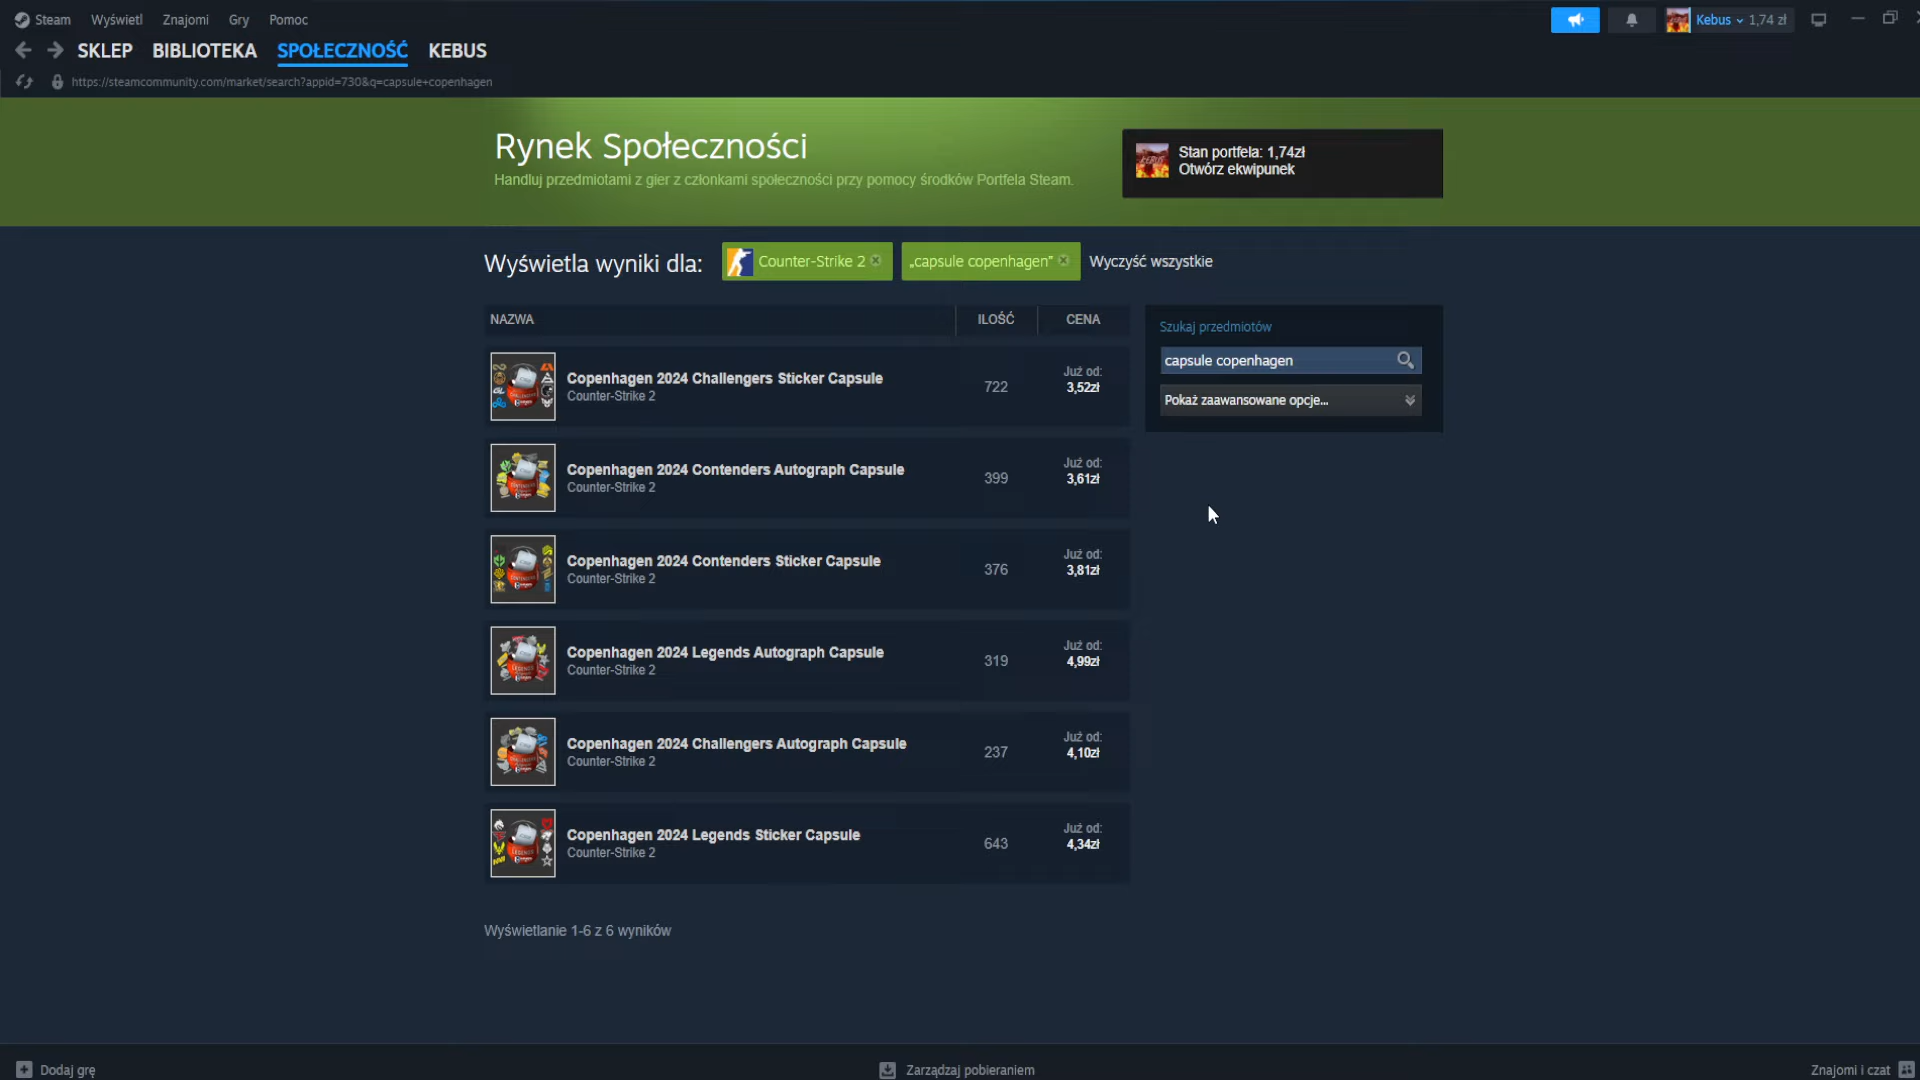 Steam Wyświetl Znajomi Gry Pomoc
Kebus 1,74 zł
SKLEP BIBLIOTEKA SPOŁECZNOŚĆ KEBUS
https://steamcommunity.com/market/search?appid=730&q=capsule+copenhagen
Rynek Społeczności
Handluj przedmiotami z gier z członkami społeczności przy pomocy środków Portfela Steam.
Stan portfela: 1,74zł
Otwórz ekwipunek
Wyświetla wyniki dla: Counter-Strike 2 „capsule copenhagen” Wyczyść wszystkie
NAZWA ILOŚĆ CENA
Copenhagen 2024 Challengers Sticker Capsule
Counter-Strike 2
722
Już od:
3,52zł
Copenhagen 2024 Contenders Autograph Capsule
Counter-Strike 2
399
Już od:
3,61zł
Copenhagen 2024 Contenders Sticker Capsule
Counter-Strike 2
376
Już od:
3,81zł
Copenhagen 2024 Legends Autograph Capsule
Counter-Strike 2
319
Już od:
4,99zł
Copenhagen 2024 Challengers Autograph Capsule
Counter-Strike 2
237
Już od:
4,10zł
Copenhagen 2024 Legends Sticker Capsule
Counter-Strike 2
643
Już od:
4,34zł
Szukaj przedmiotów
capsule copenhagen
Pokaż zaawansowane opcje...
Wyświetlanie 1-6 z 6 wyników
Dodaj grę
Zarządzaj pobieraniem
Znajomi i czat